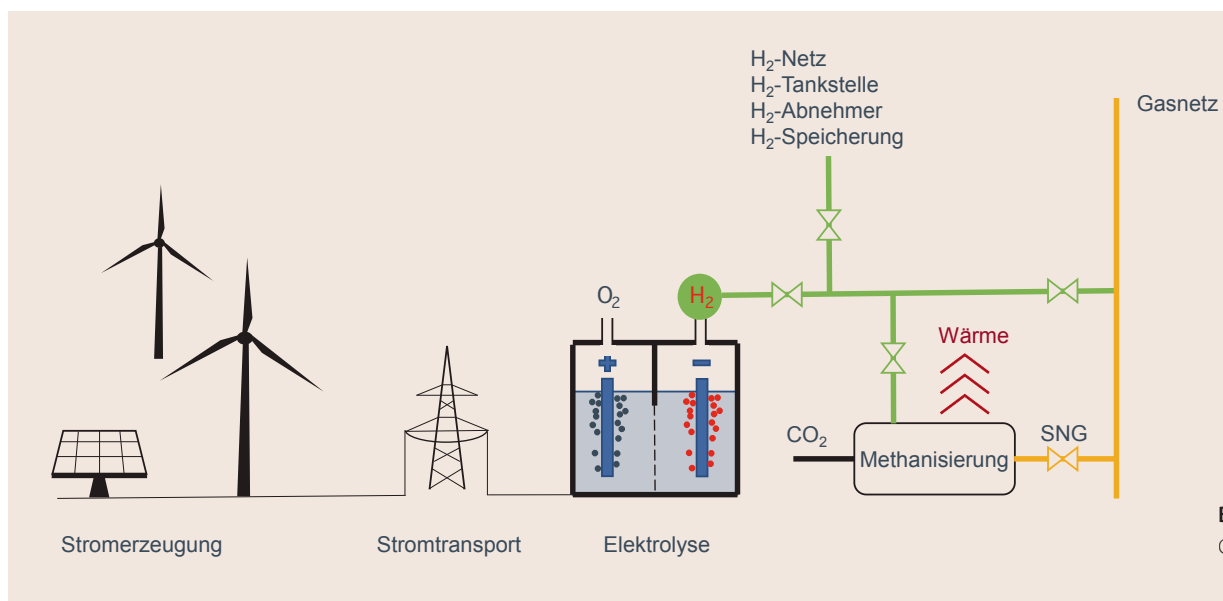 H₂-Netz
H₂-Tankstelle
H₂-Abnehmer
H₂-Speicherung
Gasnetz
O₂
H₂
Wärme
CO₂
Methanisierung
SNG
Stromerzeugung
Stromtransport
Elektrolyse